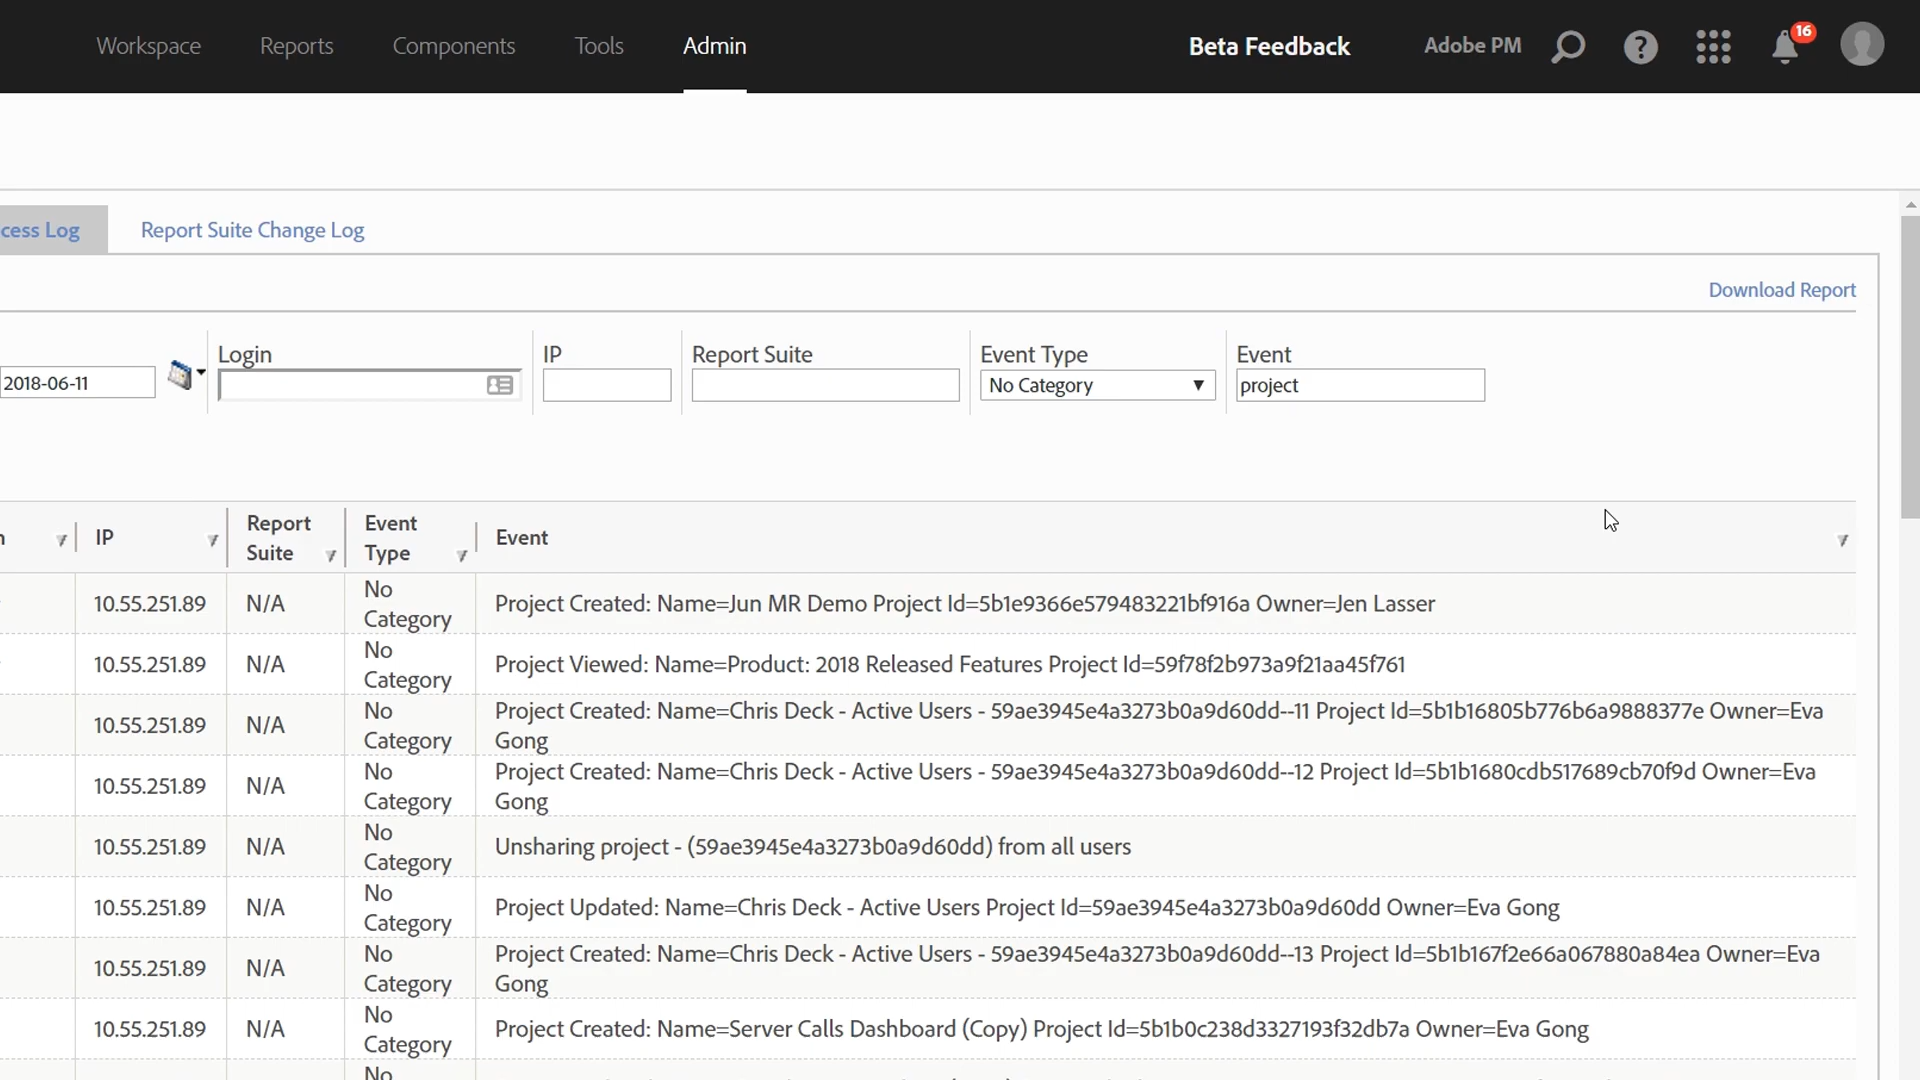 Workspace Reports Components Tools Admin Beta Feedback Adobe PM 16
cess Log Report Suite Change Log
Download Report
Login IP Report Suite Event Type Event
2018-06-11 No Category project
IP Report Suite Event Type Event
10.55.251.89 N/A No Category Project Created: Name=Jun MR Demo Project Id=5b1e9366e579483221bf916a Owner=Jen Lasser
10.55.251.89 N/A No Category Project Viewed: Name=Product: 2018 Released Features Project Id=59f78f2b973a9f21aa45f761
10.55.251.89 N/A No Category Project Created: Name=Chris Deck - Active Users - 59ae3945e4a3273b0a9d60dd--11 Project Id=5b1b16805b776b6a9888377e Owner=Eva
Gong
10.55.251.89 N/A No Category Project Created: Name=Chris Deck - Active Users - 59ae3945e4a3273b0a9d60dd--12 Project Id=5b1b1680cdb517689cb70f9d Owner=Eva
Gong
10.55.251.89 N/A No Category Unsharing project - (59ae3945e4a3273b0a9d60dd) from all users
10.55.251.89 N/A No Category Project Updated: Name=Chris Deck - Active Users Project Id=59ae3945e4a3273b0a9d60dd Owner=Eva Gong
10.55.251.89 N/A No Category Project Created: Name=Chris Deck - Active Users - 59ae3945e4a3273b0a9d60dd--13 Project Id=5b1b167f2e66a067880a84ea Owner=Eva
Gong
10.55.251.89 N/A No Category Project Created: Name=Server Calls Dashboard (Copy) Project Id=5b1b0c238d3327193f32db7a Owner=Eva Gong
No